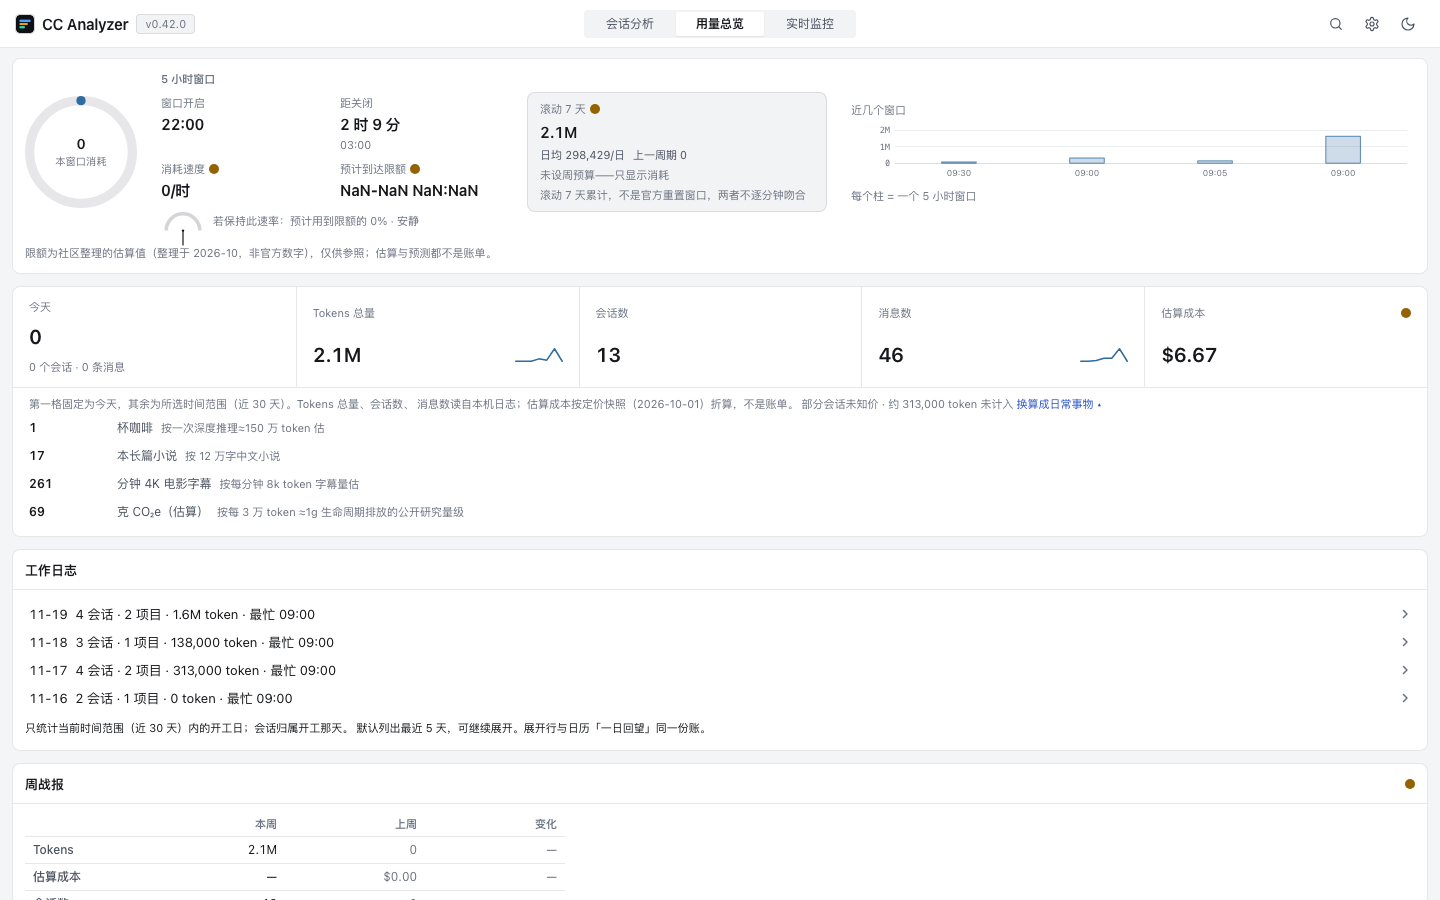 CC Analyzer v0.42.0
会话分析 用量总览 实时监控
0
本窗口消耗
5 小时窗口
窗口开启
22:00
距关闭
2 时 9 分
03:00
消耗速度
0/时
预计到达限额
NaN-NaN NaN:NaN
若保持此速率：预计用到限额的 0% · 安静
限额为社区整理的估算值（整理于 2026-10，非官方数字），仅供参照；估算与预测都不是账单。
滚动 7 天
2.1M
日均 298,429/日 上一周期 0
未设周预算——只显示消耗
滚动 7 天累计，不是官方重置窗口，两者不逐分钟吻合
近几个窗口
2M
1M
0
09:30 09:00 09:05 09:00
每个柱 = 一个 5 小时窗口
今天
0
0 个会话 · 0 条消息
Tokens 总量
2.1M
会话数
13
消息数
46
估算成本
$6.67
第一格固定为今天，其余为所选时间范围（近 30 天）。Tokens 总量、会话数、 消息数读自本机日志；估算成本按定价快照（2026-10-01）折算，不是账单。 部分会话未知价 · 约 313,000 token 未计入 换算成日常事物
1 杯咖啡 按一次深度推理≈150 万 token 估
17 本长篇小说 按 12 万字中文小说
261 分钟 4K 电影字幕 按每分钟 8k token 字幕量估
69 克 CO₂e（估算） 按每 3 万 token ≈1g 生命周期排放的公开研究量级
工作日志
11-19 4 会话 · 2 项目 · 1.6M token · 最忙 09:00
11-18 3 会话 · 1 项目 · 138,000 token · 最忙 09:00
11-17 4 会话 · 2 项目 · 313,000 token · 最忙 09:00
11-16 2 会话 · 1 项目 · 0 token · 最忙 09:00
只统计当前时间范围（近 30 天）内的开工日；会话归属开工那天。 默认列出最近 5 天，可继续展开。展开行与日历「一日回望」同一份账。
周战报
本周 上周 变化
Tokens 2.1M 0 —
估算成本 — $0.00 —